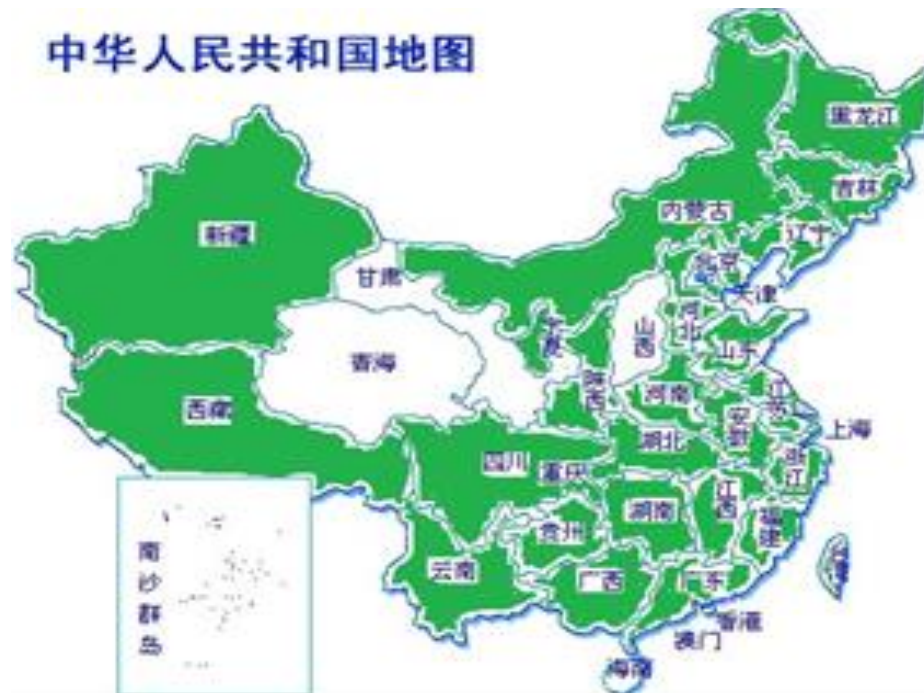 中华人民共和国地图
黑龙江
吉林
内蒙古
辽宁
新疆
北京
甘肃
天津
宁夏
山西
河北
青海
山东
陕西
西藏
河南
江苏
安徽
上海
湖北
四川
重庆
浙江
江西
湖南
福建
贵州
云南
广西
广东
台湾
香港
澳门
海南
南沙群岛